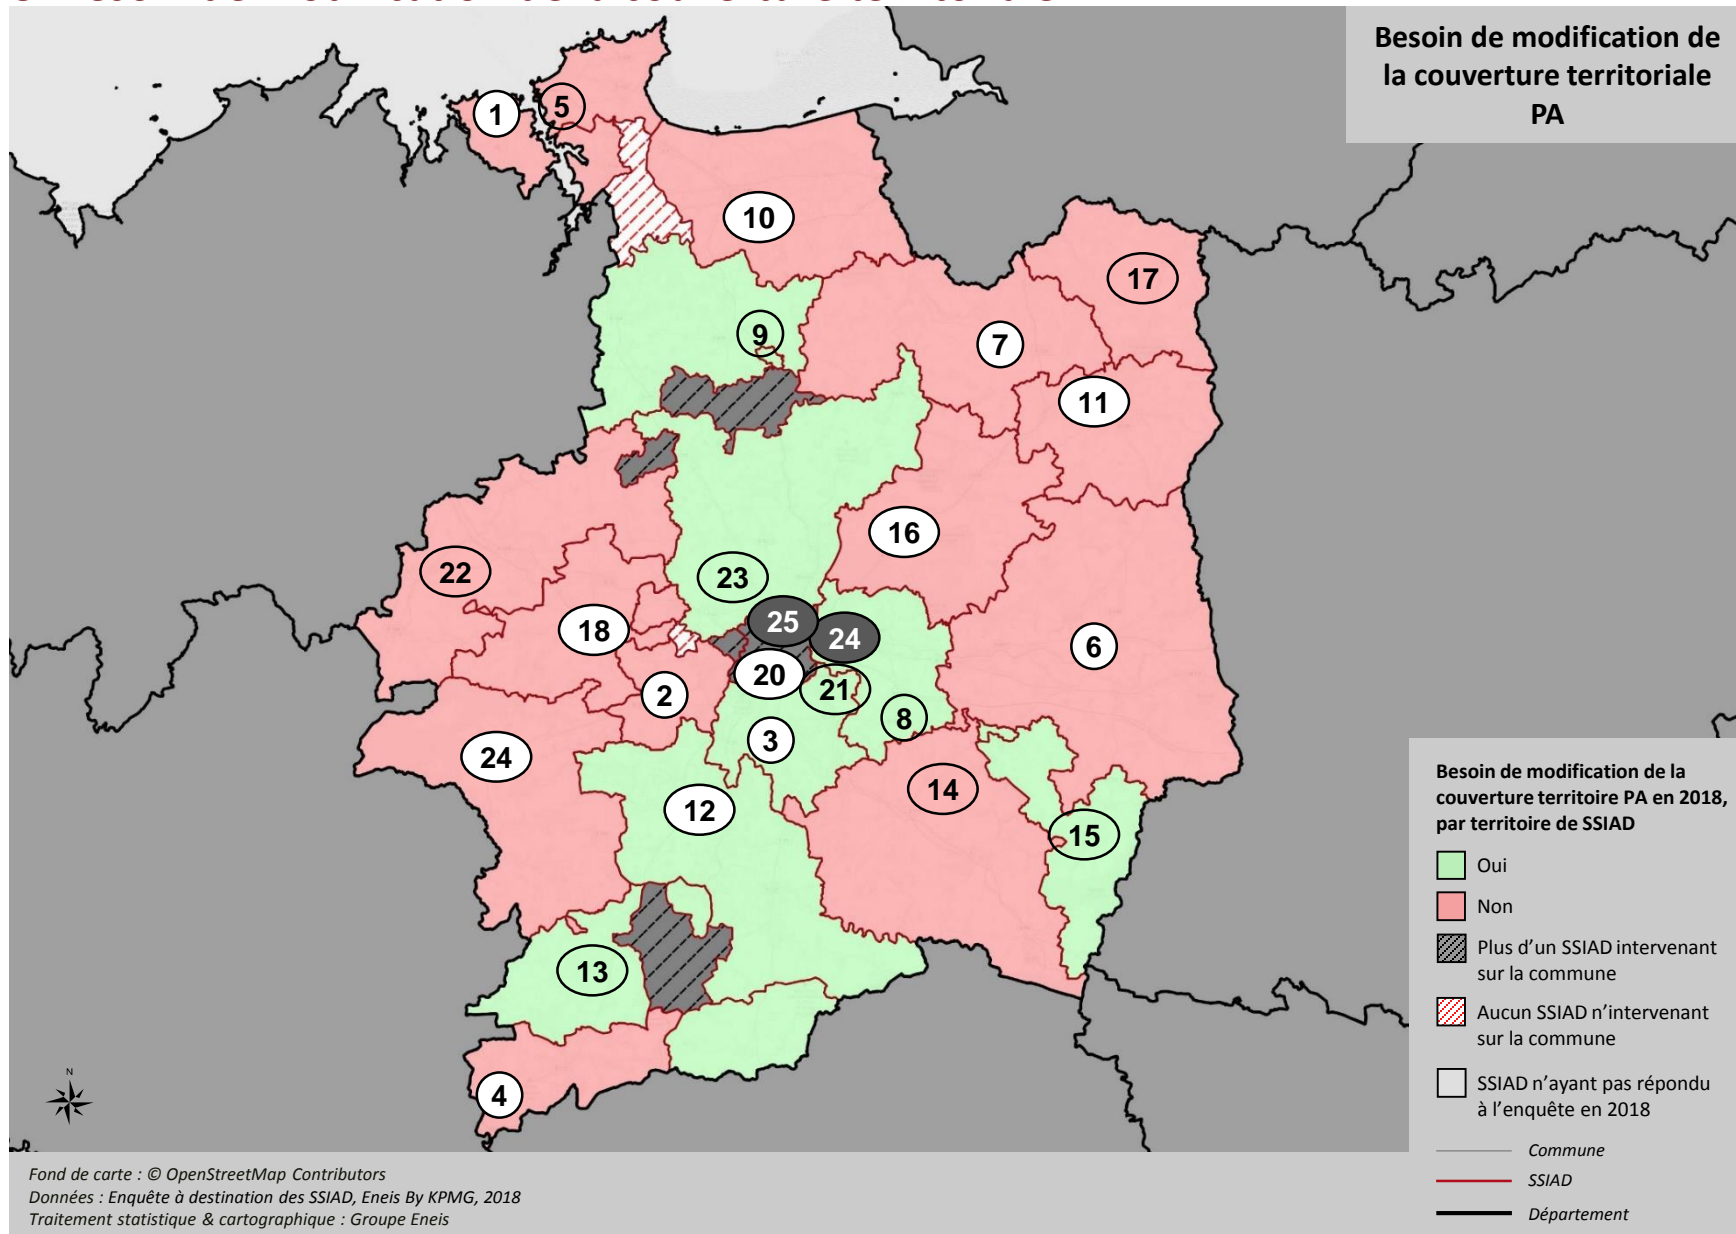 Besoin de modification de
la couverture territoriale
PA
1
5
10
17
9
7
11
16
22
23
18
25
24
6
20
2
21
8
3
24
14
12
15
13
4
N
Besoin de modification de la
couverture territoire PA en 2018,
par territoire de SSIAD
Oui
Non
Plus d’un SSIAD intervenant
sur la commune
Aucun SSIAD n’intervenant
sur la commune
SSIAD n’ayant pas répondu
à l’enquête en 2018
Commune
SSIAD
Département
Fond de carte : © OpenStreetMap Contributors
Données : Enquête à destination des SSIAD, Eneis By KPMG, 2018
Traitement statistique & cartographique : Groupe Eneis